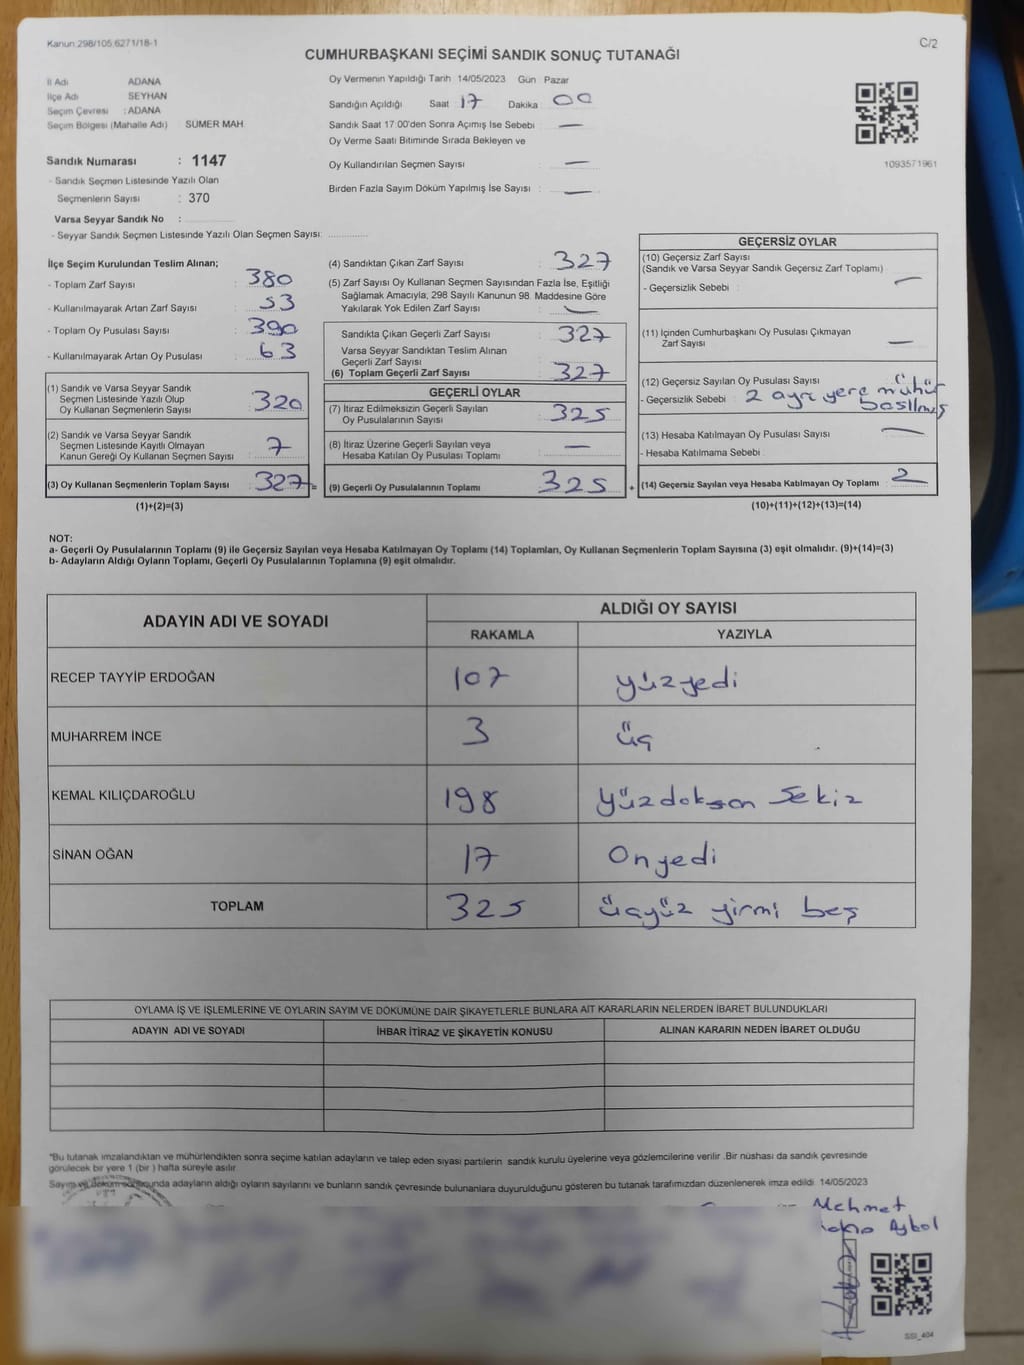 Kanun 298/105,6271/18-1
C/2
CUMHURBAŞKANI SEÇİMİ SANDIK SONUÇ TUTANAĞI
İl Adı ADANA
İlçe Adı SEYHAN
Seçim Çevresi : ADANA
Seçim Bölgesi (Mahalle Adı) SÜMER MAH
Sandık Numarası : 1147
- Sandık Seçmen Listesinde Yazılı Olan
Seçmenlerin Sayısı : 370
Varsa Seyyar Sandık No :
- Seyyar Sandık Seçmen Listesinde Yazılı Olan Seçmen Sayısı:
Oy Vermenin Yapıldığı Tarih 14/05/2023 Gün Pazar
Sandığın Açıldığı Saat 17 Dakika 00
Sandık Saat 17:00'den Sonra Açımış İse Sebebi : —
Oy Verme Saati Bitiminde Sırada Bekleyen ve
Oy Kullandırılan Seçmen Sayısı : —
Birden Fazla Sayım Döküm Yapılmış İse Sayısı : —
1093571961
İlçe Seçim Kurulundan Teslim Alınan;
- Toplam Zarf Sayısı : 380
- Kullanılmayarak Artan Zarf Sayısı : 53
- Toplam Oy Pusulası Sayısı : 390
- Kullanılmayarak Artan Oy Pusulası : 63
(1) Sandık ve Varsa Seyyar Sandık
Seçmen Listesinde Yazılı Olup
Oy Kullanan Seçmenlerin Sayısı : 320
(2) Sandık ve Varsa Seyyar Sandık
Seçmen Listesinde Kayıtlı Olmayan
Kanun Gereği Oy Kullanan Seçmen Sayısı : 7
(3) Oy Kullanan Seçmenlerin Toplam Sayısı : 327 =
(1)+(2)=(3)
(4) Sandıktan Çıkan Zarf Sayısı : 327
(5) Zarf Sayısı Oy Kullanan Seçmen Sayısından Fazla İse, Eşitliği
Sağlamak Amacıyla, 298 Sayılı Kanunun 98. Maddesine Göre
Yakılarak Yok Edilen Zarf Sayısı : —
Sandıkta Çıkan Geçerli Zarf Sayısı : 327
Varsa Seyyar Sandıktan Teslim Alınan
Geçerli Zarf Sayısı :
(6) Toplam Geçerli Zarf Sayısı : 327
GEÇERLİ OYLAR
(7) İtiraz Edilmeksizin Geçerli Sayılan
Oy Pusulalarının Sayısı : 325
(8) İtiraz Üzerine Geçerli Sayılan veya
Hesaba Katılan Oy Pusulası Toplamı : —
(9) Geçerli Oy Pusulalarının Toplamı : 325 +
GEÇERSİZ OYLAR
(10) Geçersiz Zarf Sayısı
(Sandık ve Varsa Seyyar Sandık Geçersiz Zarf Toplamı) : —
- Geçersizlik Sebebi :
(11) İçinden Cumhurbaşkanı Oy Pusulası Çıkmayan
Zarf Sayısı : —
(12) Geçersiz Sayılan Oy Pusulası Sayısı :
- Geçersizlik Sebebi : 2 ayrı yere mühür
basılmış
(13) Hesaba Katılmayan Oy Pusulası Sayısı : —
- Hesaba Katılmama Sebebi
(14) Geçersiz Sayılan veya Hesaba Katılmayan Oy Toplamı : 2
(10)+(11)+(12)+(13)=(14)
NOT:
a- Geçerli Oy Pusulalarının Toplamı (9) ile Geçersiz Sayılan veya Hesaba Katılmayan Oy Toplamı (14) Toplamları, Oy Kullanan Seçmenlerin Toplam Sayısına (3) eşit olmalıdır. (9)+(14)=(3)
b- Adayların Aldığı Oyların Toplamı, Geçerli Oy Pusulalarının Toplamına (9) eşit olmalıdır.
ADAYIN ADI VE SOYADI ALDIĞI OY SAYISI
RAKAMLA YAZIYLA
RECEP TAYYİP ERDOĞAN 107 yüzyedi
MUHARREM İNCE 3 üç
KEMAL KILIÇDAROĞLU 198 yüzdoksan sekiz
SİNAN OĞAN 17 Onyedi
TOPLAM 325 üçyüz yirmi beş
OYLAMA İŞ VE İŞLEMLERİNE VE OYLARIN SAYIM VE DÖKÜMÜNE DAİR ŞİKAYETLERLE BUNLARA AİT KARARLARIN NELERDEN İBARET BULUNDUKLARI
ADAYIN ADI VE SOYADI İHBAR İTİRAZ VE ŞİKAYETİN KONUSU ALINAN KARARIN NEDEN İBARET OLDUĞU
"Bu tutanak imzalandıktan ve mühürlendikten sonra seçime katılan adayların ve talep eden siyasi partilerin sandık kurulu üyelerine veya gözlemcilerine verilir .Bir nüshası da sandık çevresinde
görülecek bir yere 1 (bir ) hafta süreyle asılır.
Sayım ve döküm sonucunda adayların aldığı oyların sayılarını ve bunların sandık çevresinde bulunanlara duyurulduğunu gösteren bu tutanak tarafımızdan düzenlenerek imza edildi 14/05/2023
Mehmet
Aybol
SSI_404